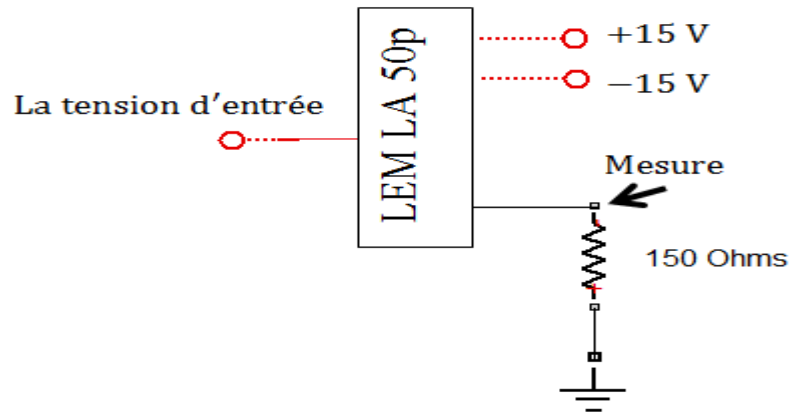 +15 V
−15 V
La tension d'entrée
LEM LA 50p
Mesure
150 Ohms